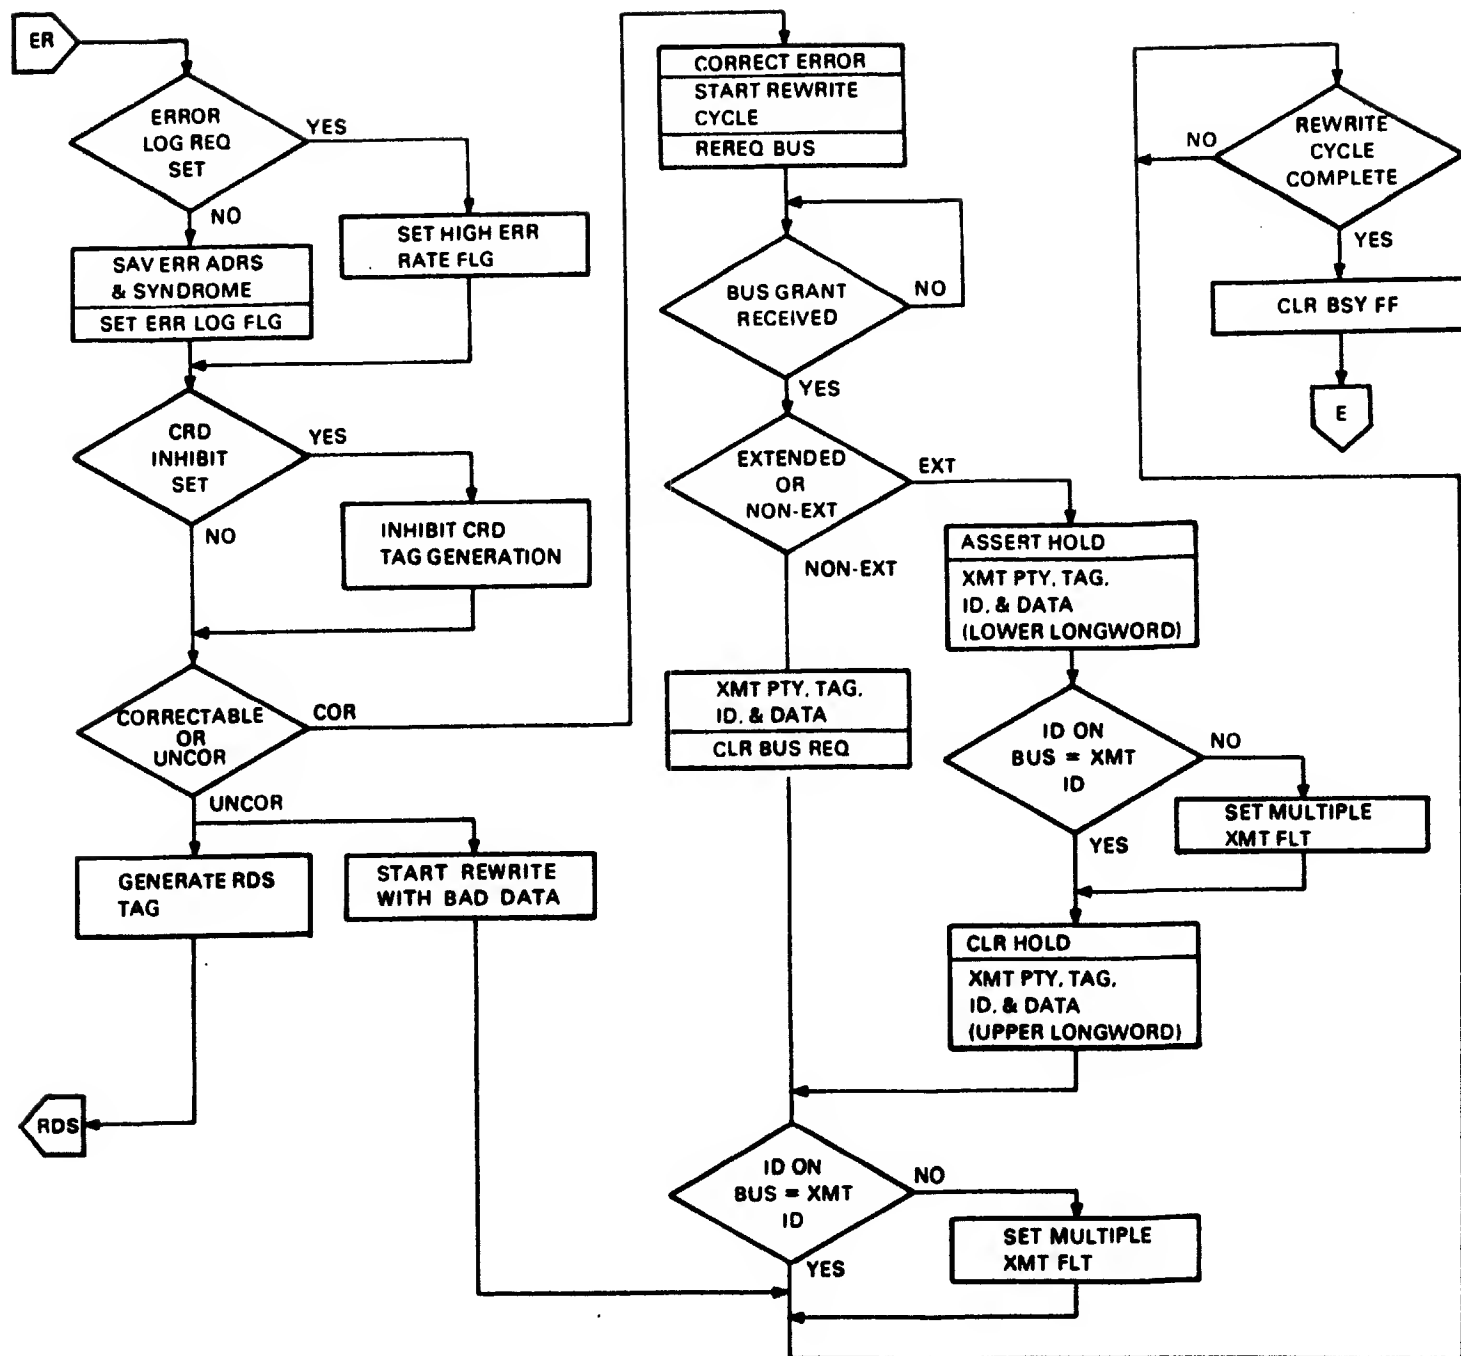 ER
ERROR
LOG REQ
SET
YES
NO
SAV ERR ADRS
& SYNDROME
SET ERR LOG FLG
SET HIGH ERR
RATE FLG
CRD
INHIBIT
SET
YES
NO
INHIBIT CRD
TAG GENERATION
CORRECTABLE
OR
UNCOR
COR
UNCOR
GENERATE RDS
TAG
START REWRITE
WITH BAD DATA
RDS
CORRECT ERROR
START REWRITE
CYCLE
REREQ BUS
BUS GRANT
RECEIVED
NO
YES
EXTENDED
OR
NON-EXT
EXT
NON-EXT
XMT PTY, TAG,
ID, & DATA
CLR BUS REQ
ASSERT HOLD
XMT PTY, TAG,
ID, & DATA
(LOWER LONGWORD)
ID ON
BUS = XMT
ID
NO
YES
SET MULTIPLE
XMT FLT
CLR HOLD
XMT PTY, TAG,
ID, & DATA
(UPPER LONGWORD)
ID ON
BUS = XMT
ID
NO
YES
SET MULTIPLE
XMT FLT
REWRITE
CYCLE
COMPLETE
NO
YES
CLR BSY FF
E